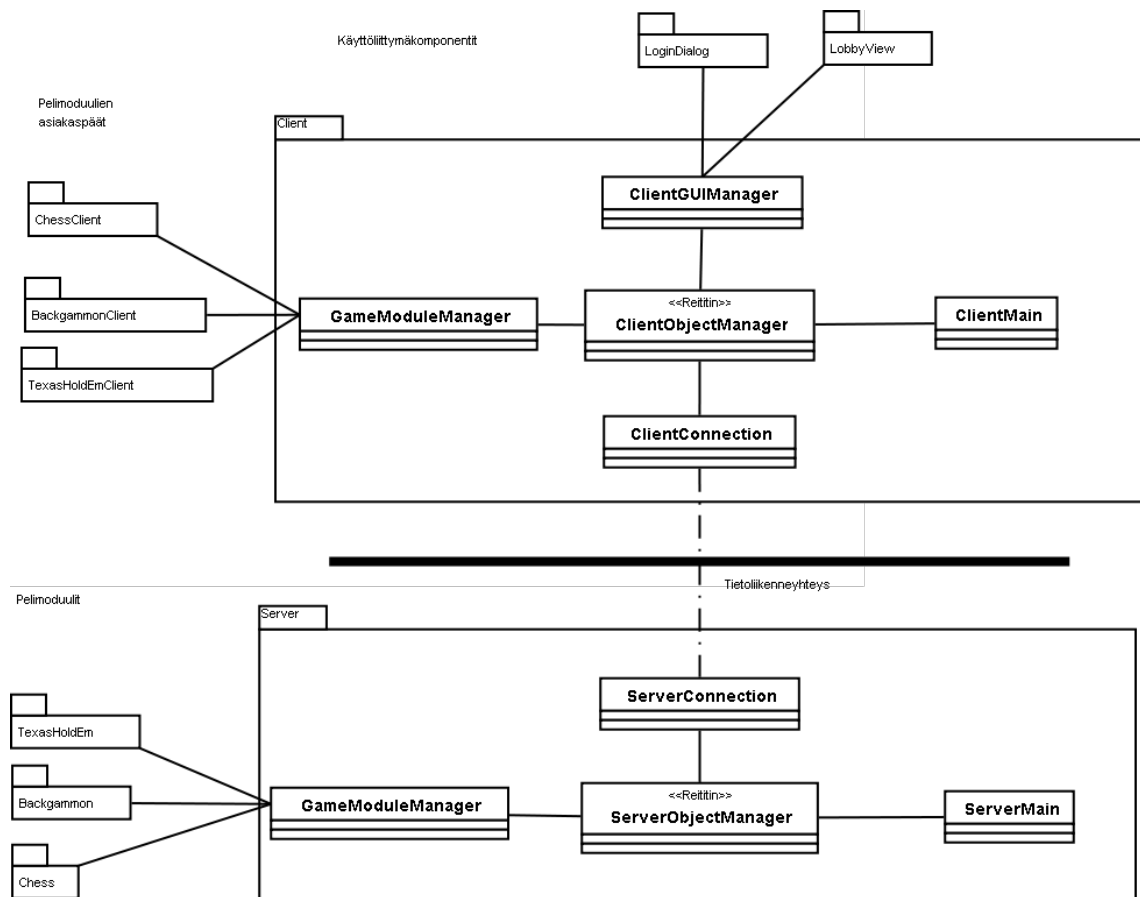 Käyttöliittymäkomponentit
LoginDialog
LobbyView
Pelimoduulien
asiakaspäät
Client
ClientGUIManager
ChessClient
BackgammonClient
TexasHoldEmClient
GameModuleManager
<<Reititin>>
ClientObjectManager
ClientMain
ClientConnection
Tietoliikenneyhteys
Pelimoduulit
Server
ServerConnection
TexasHoldEm
Backgammon
Chess
GameModuleManager
<<Reititin>>
ServerObjectManager
ServerMain